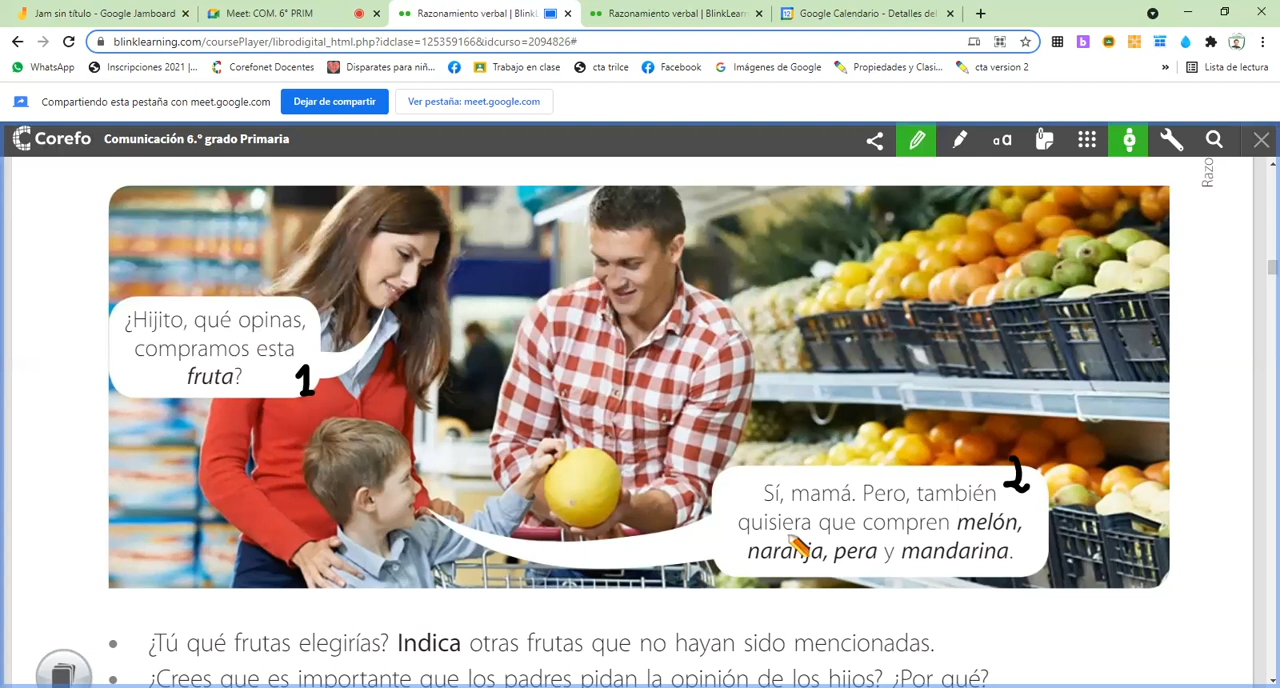 Jam sin título - Google Jamboard
Meet: COM. 6° PRIM
Razonamiento verbal | Blinkl
Razonamiento verbal | BlinkLearn
Google Calendario - Detalles del
blinklearning.com/coursePlayer/librodigital_html.php?idclase=125359166&idcurso=2094826#
WhatsApp
Inscripciones 2021 |...
Corefonet Docentes
Disparates para niñ...
Trabajo en clase
cta trilce
Facebook
Imágenes de Google
Propiedades y Clasi...
cta version 2
»
Lista de lectura
Compartiendo esta pestaña con meet.google.com
Dejar de compartir
Ver pestaña: meet.google.com
Corefo
Comunicación 6.º grado Primaria
aa
Razo
¿Hijito, qué opinas,
compramos esta
fruta?
1
2
Sí, mamá. Pero, también
quisiera que compren melón,
naranja, pera y mandarina.
• ¿Tú qué frutas elegirías? Indica otras frutas que no hayan sido mencionadas.
• ¿Crees que es importante que los padres pidan la opinión de los hijos? ¿Por qué?